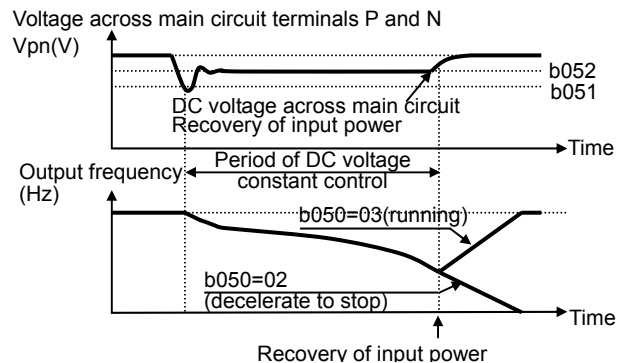 Voltage across main circuit terminals P and N
Vpn(V)
b052
b051
DC voltage across main circuit
Recovery of input power
Time
Output frequency
(Hz)
Period of DC voltage
constant control
b050=03(running)
b050=02
(decelerate to stop)
Time
Recovery of input power